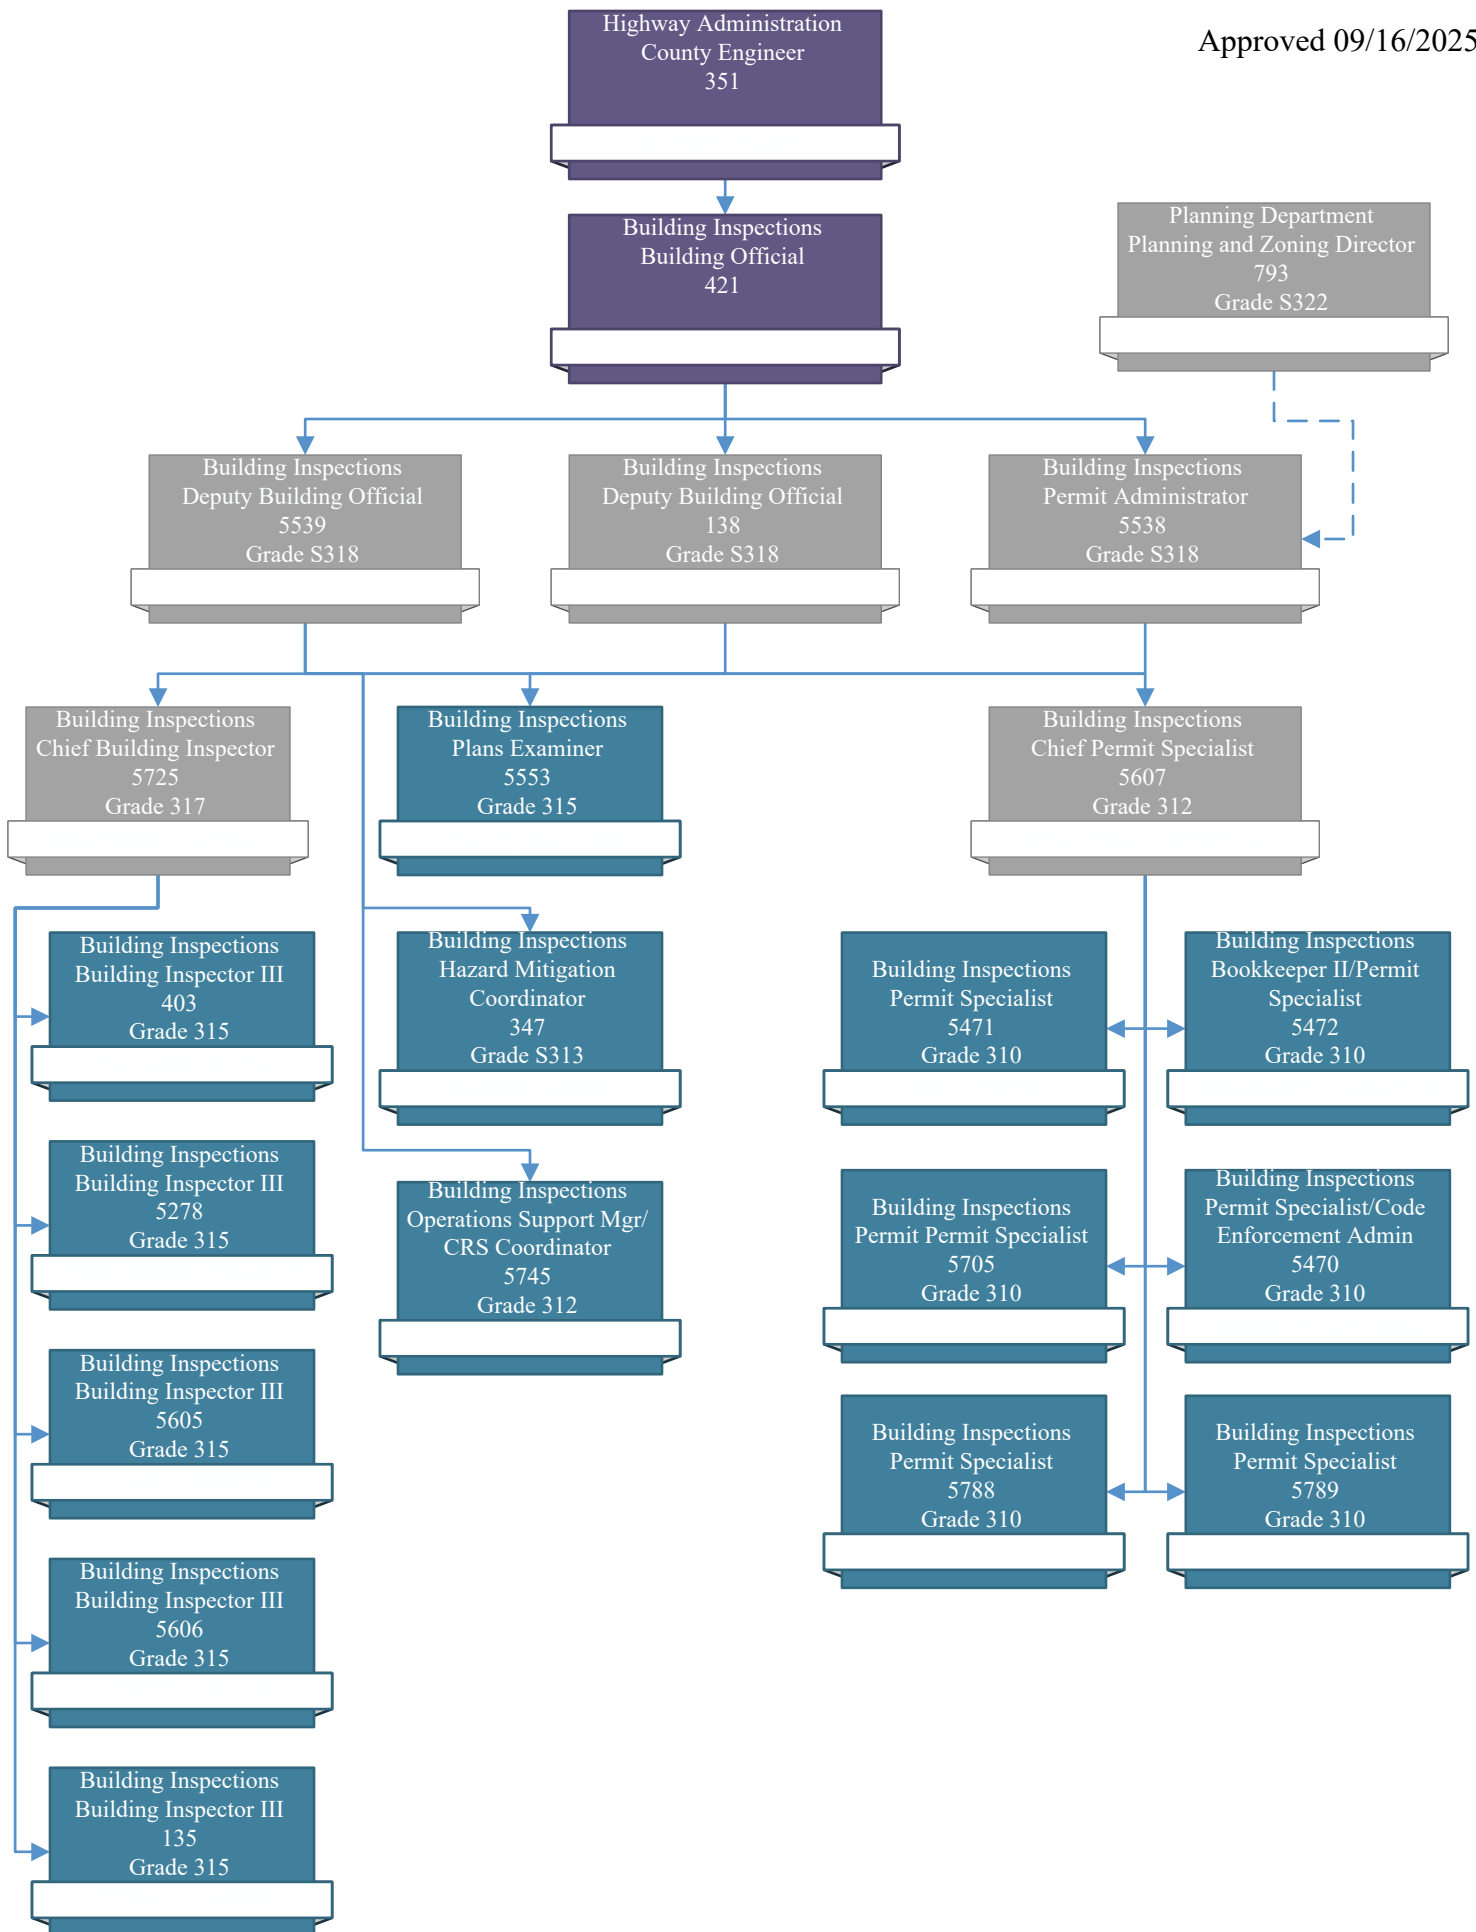 Highway Administration
County Engineer
351
Approved 09/16/2025
Building Inspections
Building Official
421
Planning Department
Planning and Zoning Director
793
Grade S322
Building Inspections
Deputy Building Official
5539
Grade S318
Building Inspections
Deputy Building Official
138
Grade S318
Building Inspections
Permit Administrator
5538
Grade S318
Building Inspections
Chief Building Inspector
5725
Grade 317
Building Inspections
Plans Examiner
5553
Grade 315
Building Inspections
Chief Permit Specialist
5607
Grade 312
Building Inspections
Building Inspector III
403
Grade 315
Building Inspections
Hazard Mitigation
Coordinator
347
Grade S313
Building Inspections
Permit Specialist
5471
Grade 310
Building Inspections
Bookkeeper II/Permit
Specialist
5472
Grade 310
Building Inspections
Building Inspector III
5278
Grade 315
Building Inspections
Operations Support Mgr/
CRS Coordinator
5745
Grade 312
Building Inspections
Permit Permit Specialist
5705
Grade 310
Building Inspections
Permit Specialist/Code
Enforcement Admin
5470
Grade 310
Building Inspections
Building Inspector III
5605
Grade 315
Building Inspections
Permit Specialist
5788
Grade 310
Building Inspections
Permit Specialist
5789
Grade 310
Building Inspections
Building Inspector III
5606
Grade 315
Building Inspections
Building Inspector III
135
Grade 315